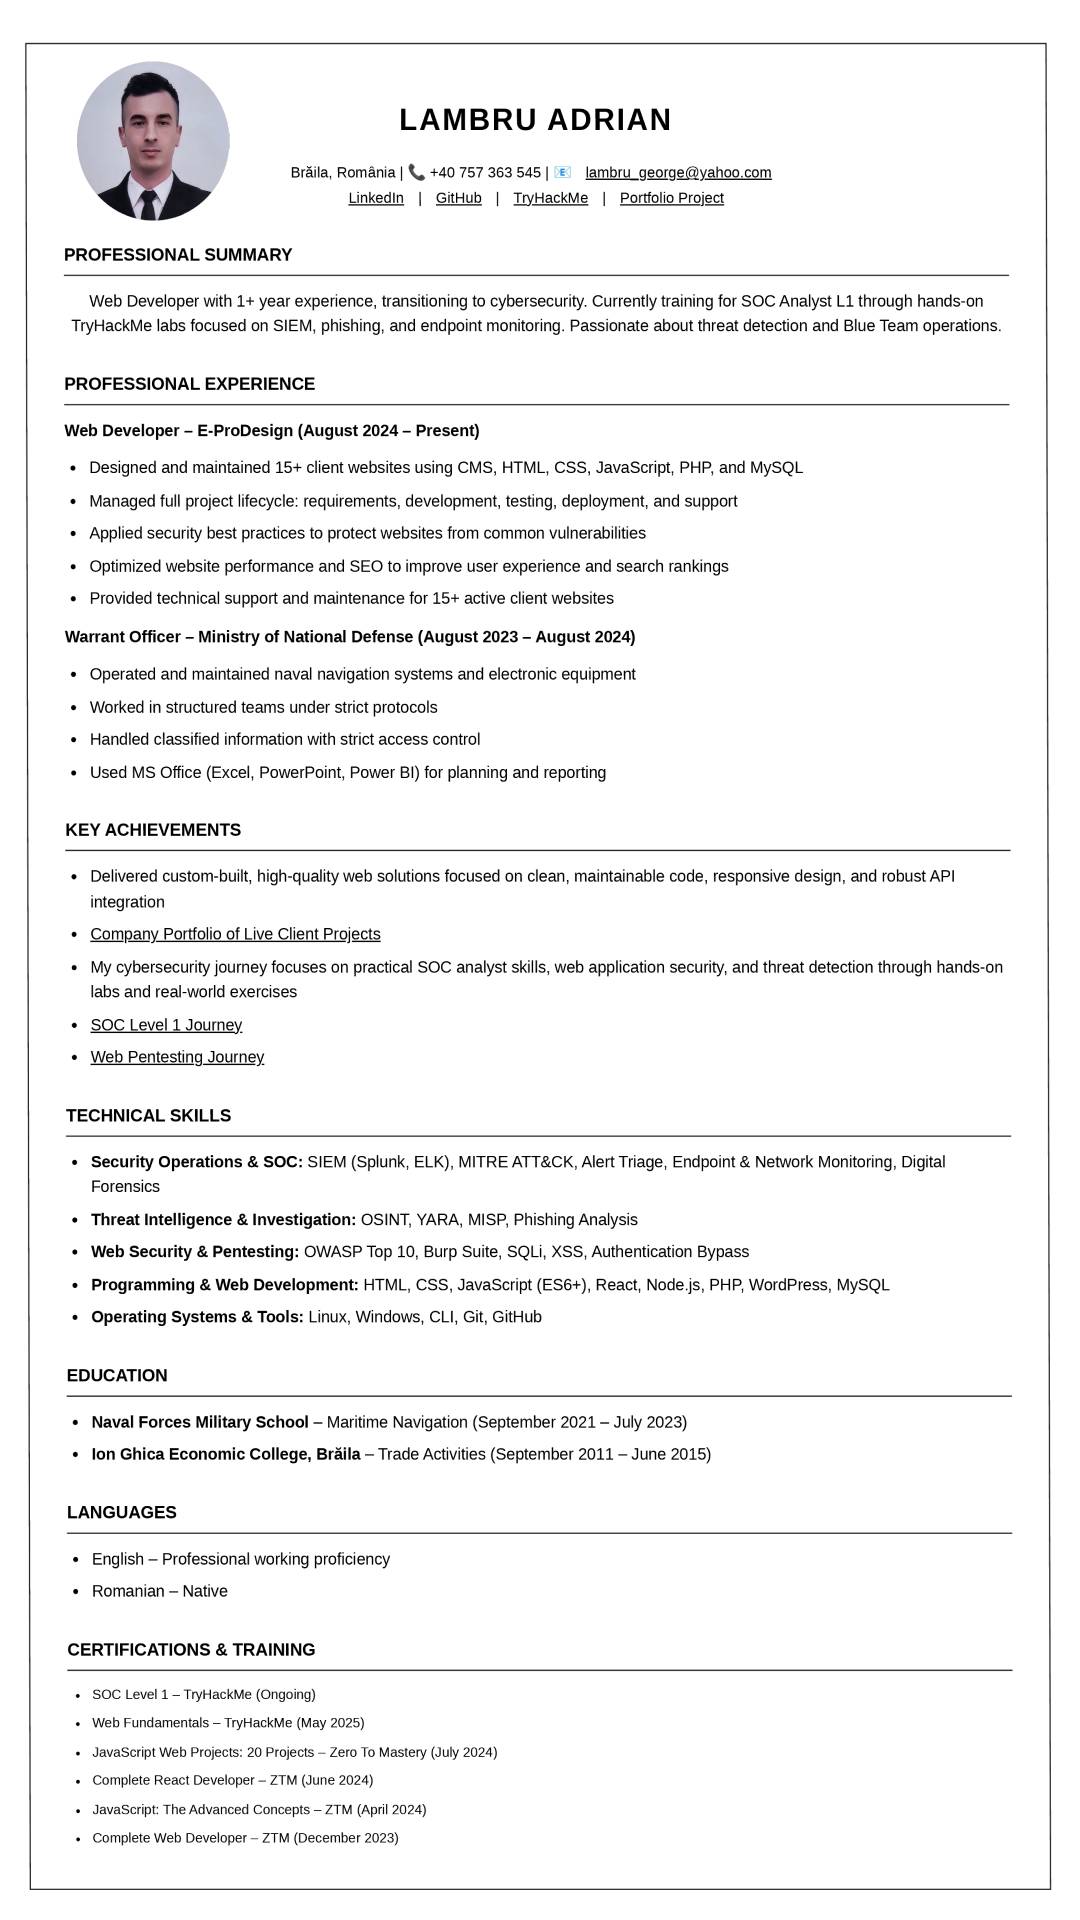 LAMBRU ADRIAN
Brăila, România | 📞 +40 757 363 545 | 📧 lambru_george@yahoo.com
LinkedIn | GitHub | TryHackMe | Portfolio Project
PROFESSIONAL SUMMARY
Web Developer with 1+ year experience, transitioning to cybersecurity. Currently training for SOC Analyst L1 through hands-on
TryHackMe labs focused on SIEM, phishing, and endpoint monitoring. Passionate about threat detection and Blue Team operations.
PROFESSIONAL EXPERIENCE
Web Developer – E-ProDesign (August 2024 – Present)
• Designed and maintained 15+ client websites using CMS, HTML, CSS, JavaScript, PHP, and MySQL
• Managed full project lifecycle: requirements, development, testing, deployment, and support
• Applied security best practices to protect websites from common vulnerabilities
• Optimized website performance and SEO to improve user experience and search rankings
• Provided technical support and maintenance for 15+ active client websites
Warrant Officer – Ministry of National Defense (August 2023 – August 2024)
• Operated and maintained naval navigation systems and electronic equipment
• Worked in structured teams under strict protocols
• Handled classified information with strict access control
• Used MS Office (Excel, PowerPoint, Power BI) for planning and reporting
KEY ACHIEVEMENTS
• Delivered custom-built, high-quality web solutions focused on clean, maintainable code, responsive design, and robust API
integration
• Company Portfolio of Live Client Projects
• My cybersecurity journey focuses on practical SOC analyst skills, web application security, and threat detection through hands-on
labs and real-world exercises
• SOC Level 1 Journey
• Web Pentesting Journey
TECHNICAL SKILLS
• Security Operations & SOC: SIEM (Splunk, ELK), MITRE ATT&CK, Alert Triage, Endpoint & Network Monitoring, Digital
Forensics
• Threat Intelligence & Investigation: OSINT, YARA, MISP, Phishing Analysis
• Web Security & Pentesting: OWASP Top 10, Burp Suite, SQLi, XSS, Authentication Bypass
• Programming & Web Development: HTML, CSS, JavaScript (ES6+), React, Node.js, PHP, WordPress, MySQL
• Operating Systems & Tools: Linux, Windows, CLI, Git, GitHub
EDUCATION
• Naval Forces Military School – Maritime Navigation (September 2021 – July 2023)
• Ion Ghica Economic College, Brăila – Trade Activities (September 2011 – June 2015)
LANGUAGES
• English – Professional working proficiency
• Romanian – Native
CERTIFICATIONS & TRAINING
• SOC Level 1 – TryHackMe (Ongoing)
• Web Fundamentals – TryHackMe (May 2025)
• JavaScript Web Projects: 20 Projects – Zero To Mastery (July 2024)
• Complete React Developer – ZTM (June 2024)
• JavaScript: The Advanced Concepts – ZTM (April 2024)
• Complete Web Developer – ZTM (December 2023)